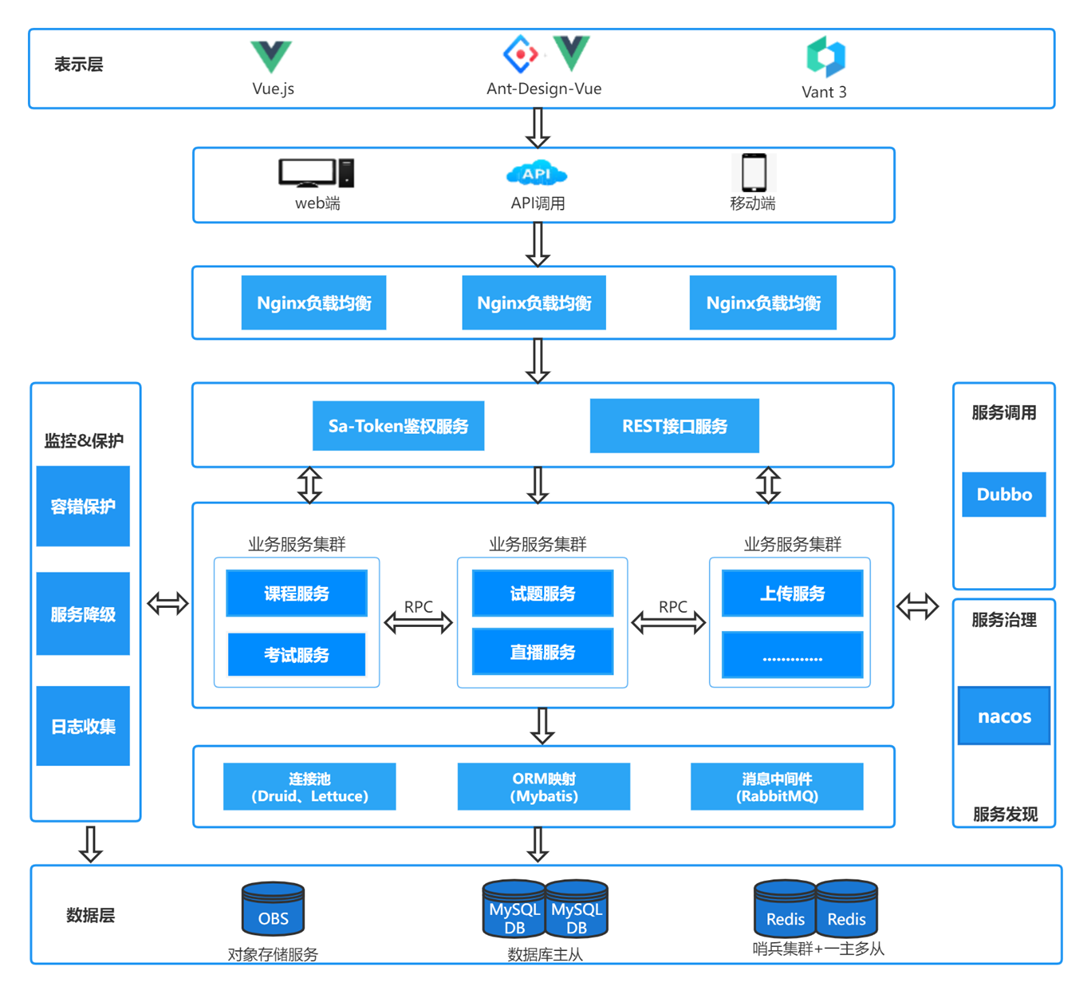 表示层
Vue.js
Ant-Design-Vue
Vant 3
API
web端
API调用
移动端
Nginx负载均衡
Nginx负载均衡
Nginx负载均衡
监控&保护
容错保护
服务降级
日志收集
Sa-Token鉴权服务
REST接口服务
服务调用
Dubbo
业务服务集群
业务服务集群
业务服务集群
课程服务
考试服务
RPC
试题服务
直播服务
RPC
上传服务
.............
服务治理
nacos
服务发现
连接池
（Druid、Lettuce）
ORM映射
（Mybatis）
消息中间件
（RabbitMQ）
数据层
OBS
对象存储服务
MySQL
DB
MySQL
DB
数据库主从
Redis
Redis
哨兵集群+一主多从